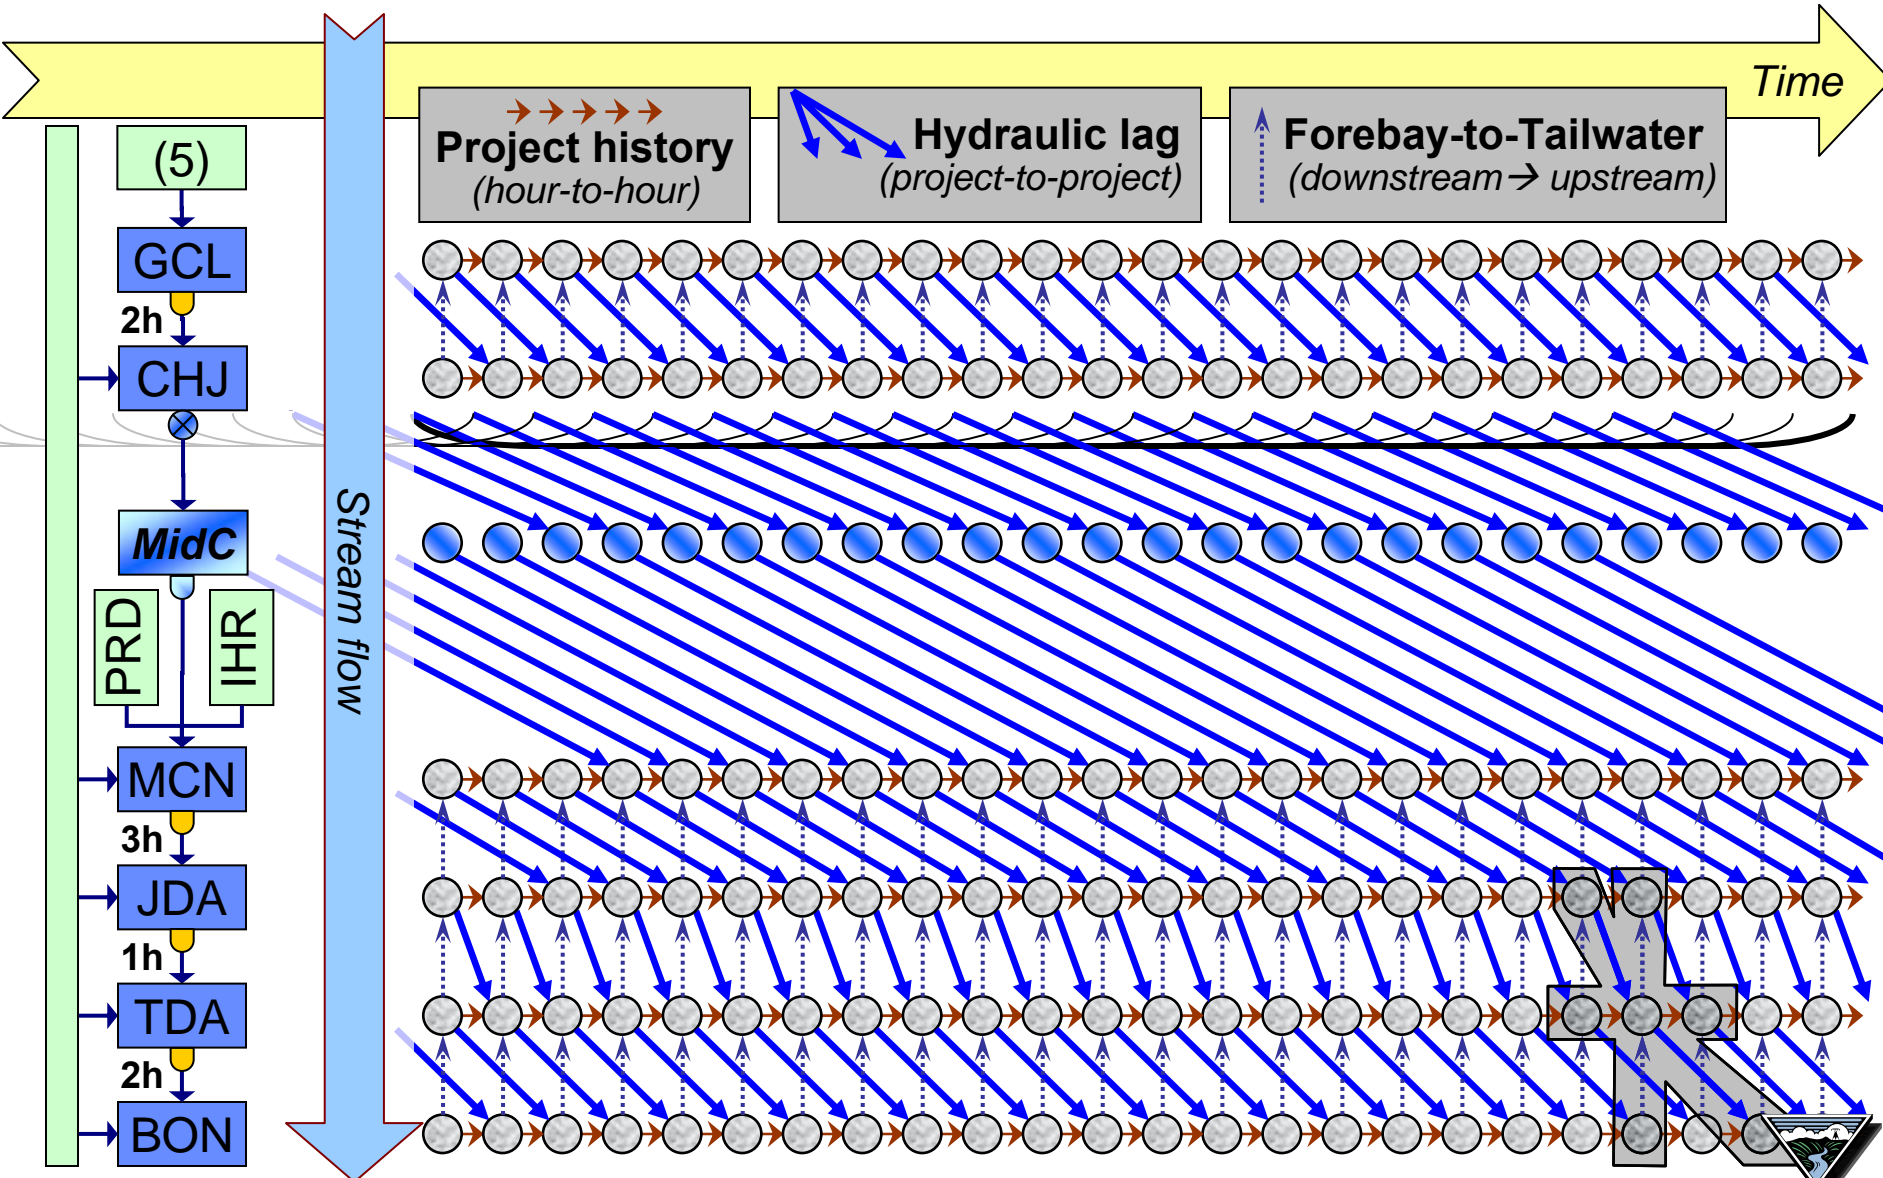 Time
Project history
(hour-to-hour)
Hydraulic lag
(project-to-project)
Forebay-to-Tailwater
(downstream→ upstream)
(5)
GCL
2h
CHJ
MidC
Stream flow
PRD
IHR
MCN
3h
JDA
1h
TDA
2h
BON